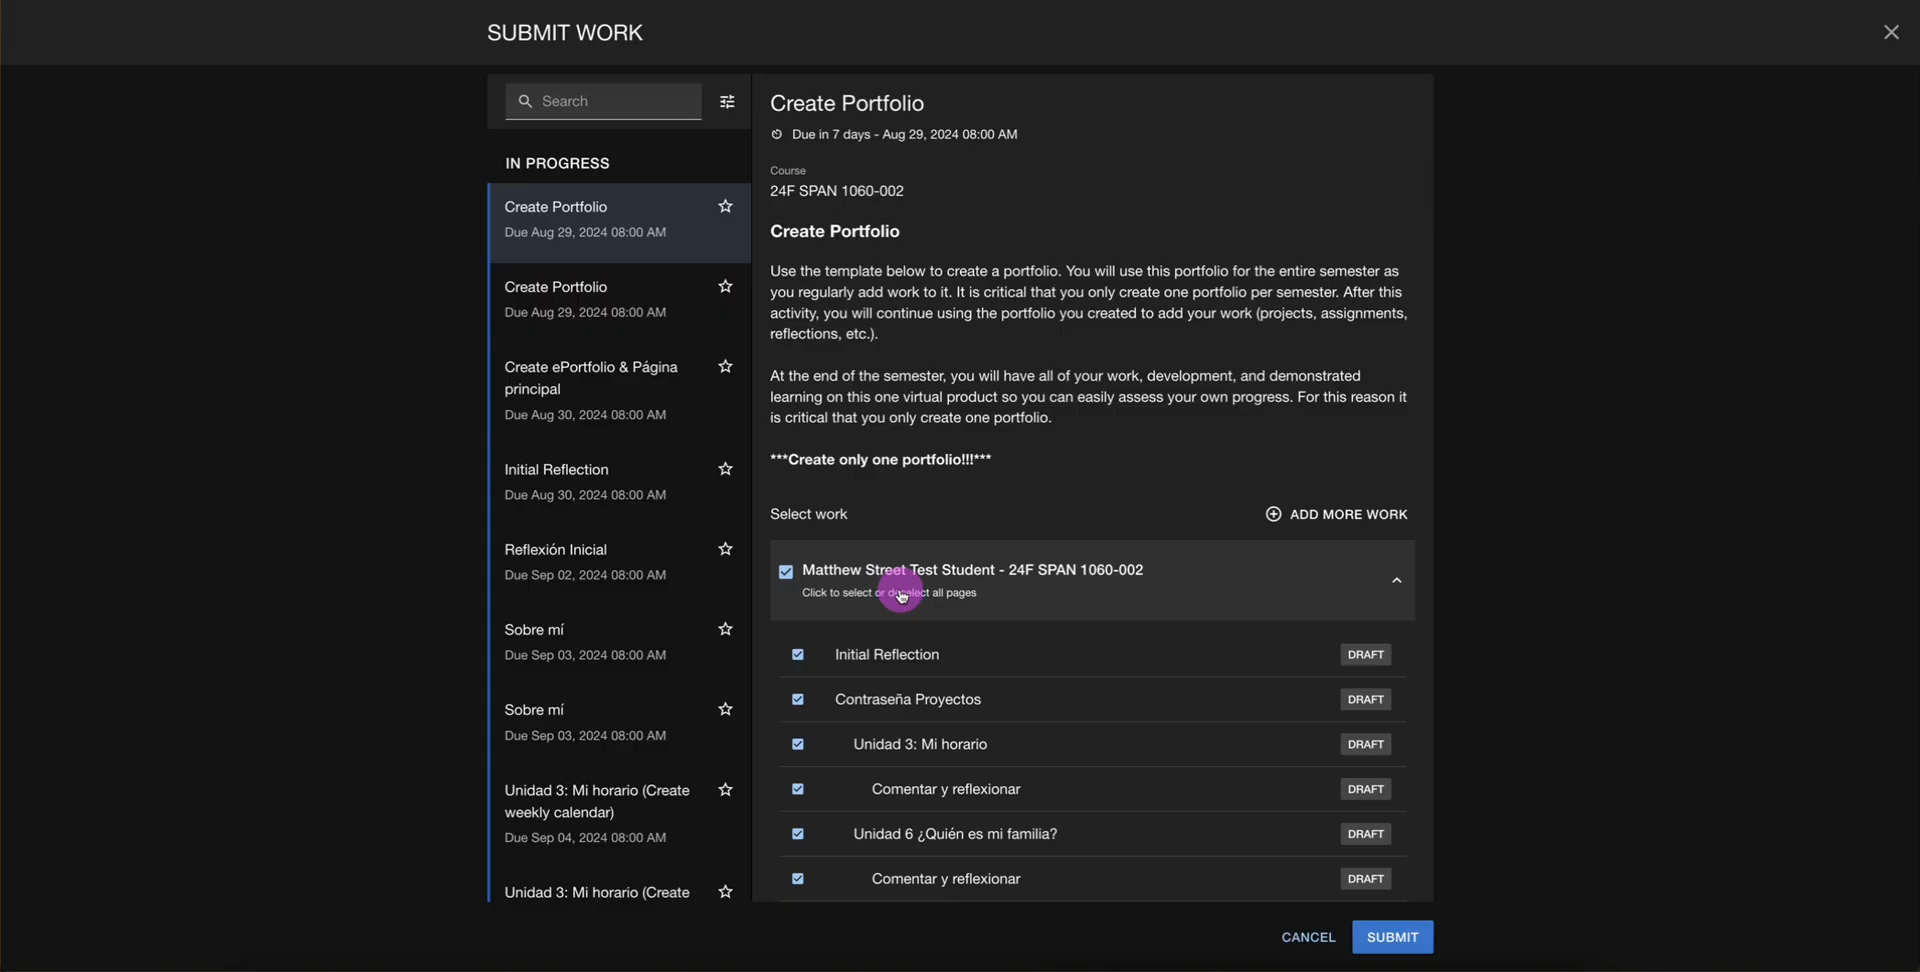 SUBMIT WORK
Search
IN PROGRESS
Create Portfolio
Due Aug 29, 2024 08:00 AM
Create Portfolio
Due Aug 29, 2024 08:00 AM
Create ePortfolio & Página
principal
Due Aug 30, 2024 08:00 AM
Initial Reflection
Due Aug 30, 2024 08:00 AM
Reflexión Inicial
Due Sep 02, 2024 08:00 AM
Sobre mí
Due Sep 03, 2024 08:00 AM
Sobre mí
Due Sep 03, 2024 08:00 AM
Unidad 3: Mi horario (Create
weekly calendar)
Due Sep 04, 2024 08:00 AM
Unidad 3: Mi horario (Create
Create Portfolio
Due in 7 days - Aug 29, 2024 08:00 AM
Course
24F SPAN 1060-002
Create Portfolio
Use the template below to create a portfolio. You will use this portfolio for the entire semester as
you regularly add work to it. It is critical that you only create one portfolio per semester. After this
activity, you will continue using the portfolio you created to add your work (projects, assignments,
reflections, etc.).
At the end of the semester, you will have all of your work, development, and demonstrated
learning on this one virtual product so you can easily assess your own progress. For this reason it
is critical that you only create one portfolio.
***Create only one portfolio!!!***
Select work
ADD MORE WORK
Matthew Street Test Student - 24F SPAN 1060-002
Click to select or deselect all pages
Initial Reflection DRAFT
Contraseña Proyectos DRAFT
Unidad 3: Mi horario DRAFT
Comentar y reflexionar DRAFT
Unidad 6 ¿Quién es mi familia? DRAFT
Comentar y reflexionar DRAFT
CANCEL SUBMIT